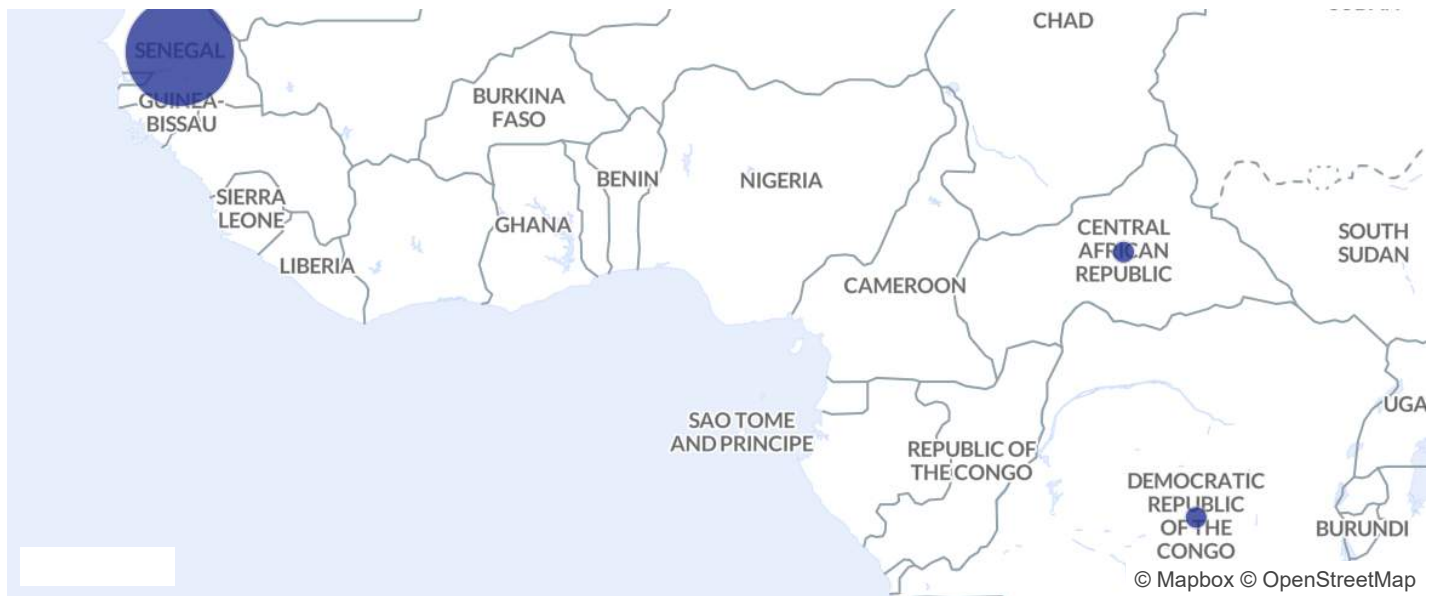 CHAD
SENEGAL
GUINEA-
BISSAU
BURKINA
FASO
BENIN
NIGERIA
SIERRA
LEONE
GHANA
LIBERIA
CAMEROON
CENTRAL
AFRICAN
REPUBLIC
SOUTH
SUDAN
SAO TOME
AND PRINCIPE
REPUBLIC OF
THE CONGO
UGA
DEMOCRATIC
REPUBLIC
OF THE
CONGO
BURUNDI
© Mapbox © OpenStreetMap